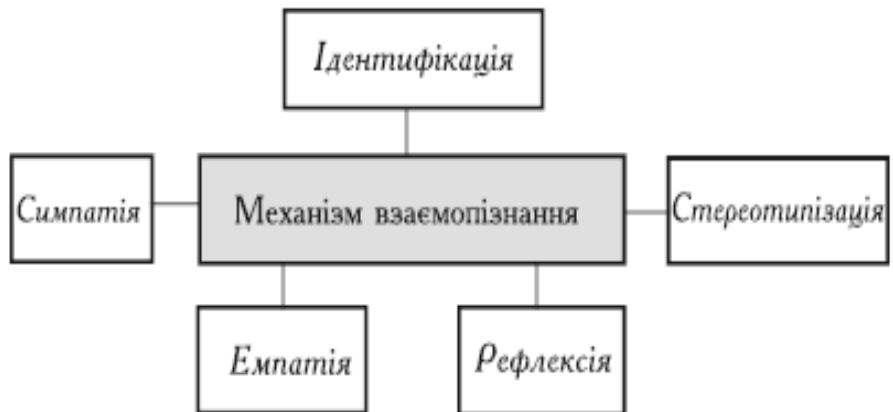 Ідентифікація
Симпатія
Механізм взаємопізнання
Стереотипізація
Емпатія
Рефлексія